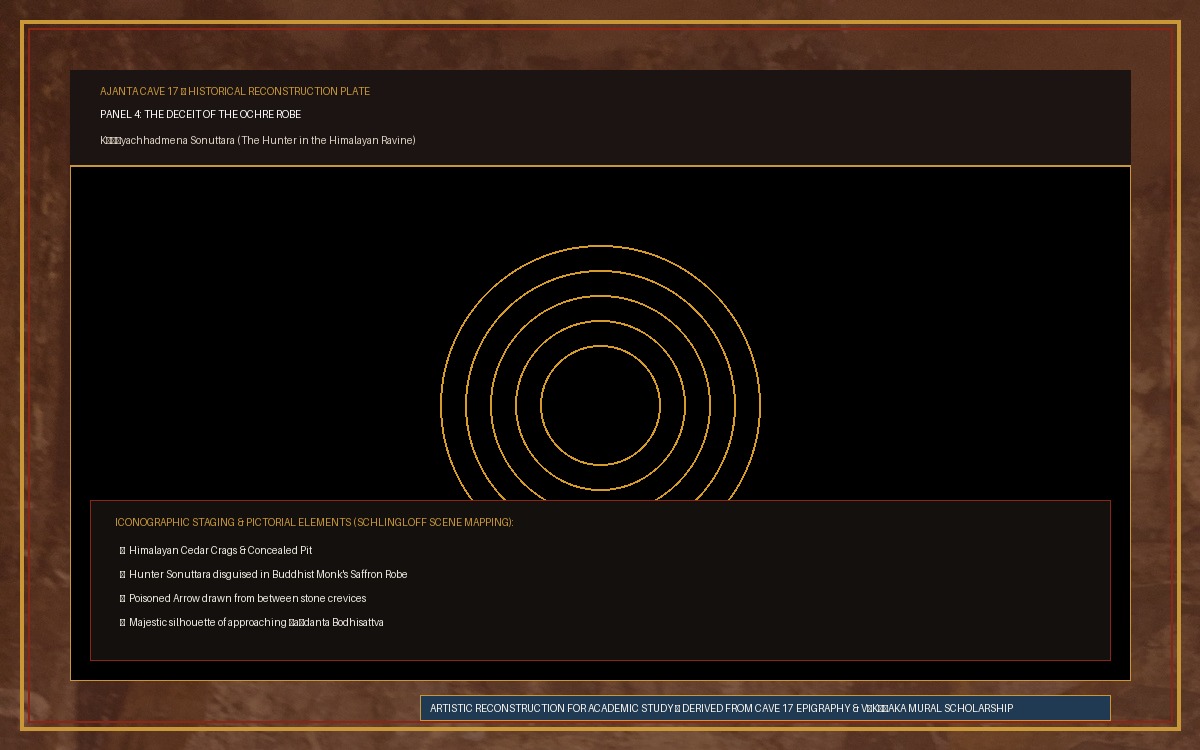 AJANTA CAVE 17 ▯ HISTORICAL RECONSTRUCTION PLATE
PANEL 4: THE DECEIT OF THE OCHRE ROBE
K▯▯▯yachhadmena Sonuttara (The Hunter in the Himalayan Ravine)
ICONOGRAPHIC STAGING & PICTORIAL ELEMENTS (SCHLINGLOFF SCENE MAPPING):
▯ Himalayan Cedar Crags & Concealed Pit
▯ Hunter Sonuttara disguised in Buddhist Monk's Saffron Robe
▯ Poisoned Arrow drawn from between stone crevices
▯ Majestic silhouette of approaching ▯a▯danta Bodhisattva
ARTISTIC RECONSTRUCTION FOR ACADEMIC STUDY ▯ DERIVED FROM CAVE 17 EPIGRAPHY & V▯K▯▯AKA MURAL SCHOLARSHIP